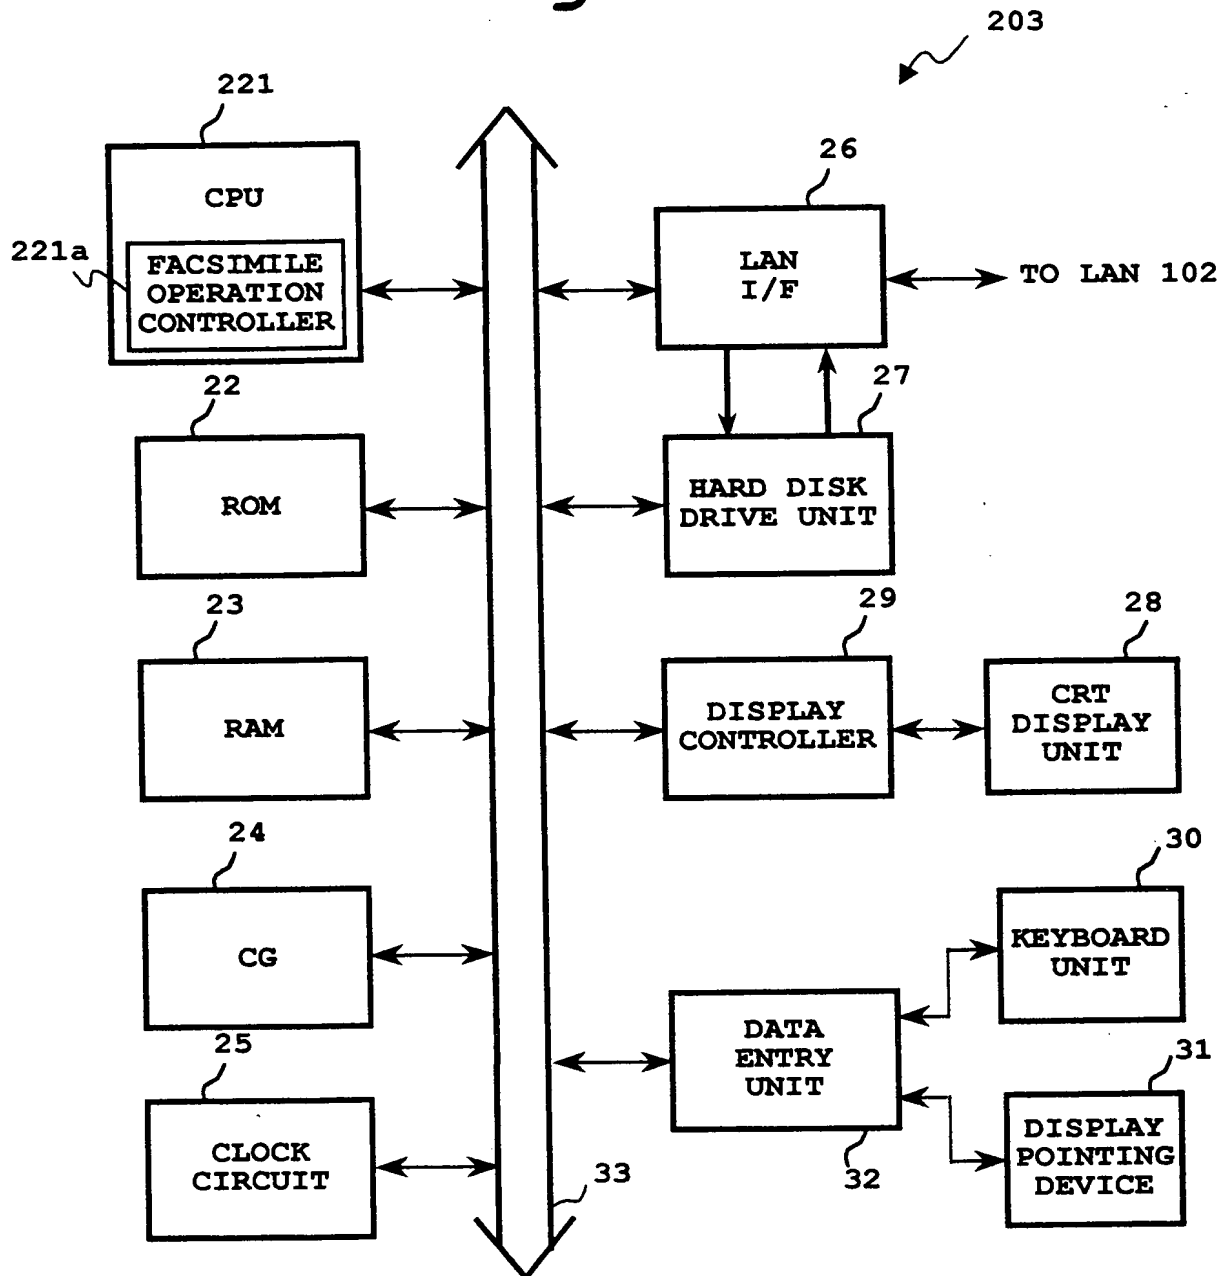 203
221
CPU
221a
FACSIMILE
OPERATION
CONTROLLER
26
LAN
I/F
TO LAN 102
22
ROM
27
HARD DISK
DRIVE UNIT
23
RAM
29
DISPLAY
CONTROLLER
28
CRT
DISPLAY
UNIT
24
CG
30
KEYBOARD
UNIT
DATA
ENTRY
UNIT
32
25
CLOCK
CIRCUIT
33
31
DISPLAY
POINTING
DEVICE